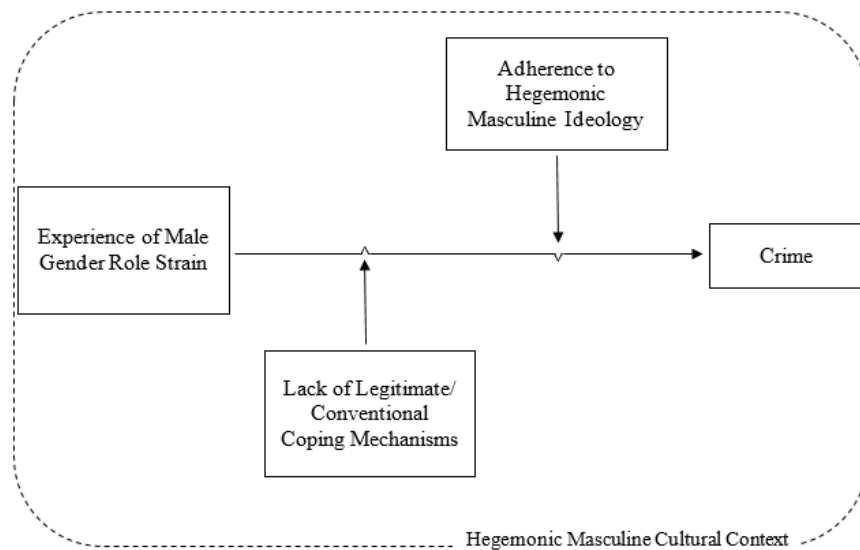 Adherence to
Hegemonic
Masculine Ideology
Experience of Male
Gender Role Strain
Crime
Lack of Legitimate/
Conventional
Coping Mechanisms
Hegemonic Masculine Cultural Context